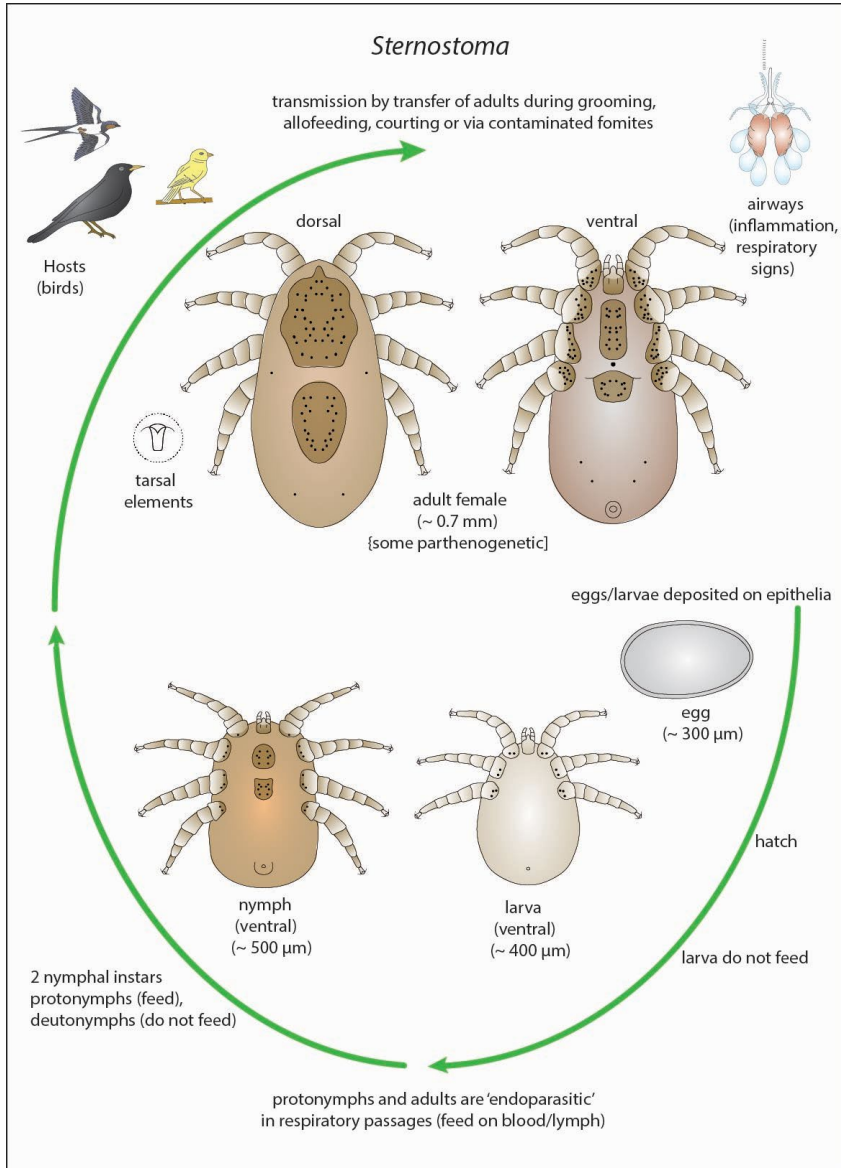 Sternostoma
transmission by transfer of adults during grooming,
allofeeding, courting or via contaminated fomites
airways
(inflammation,
respiratory
signs)
Hosts
(birds)
dorsal
ventral
tarsal
elements
adult female
(~ 0.7 mm)
{some parthenogenetic]
eggs/larvae deposited on epithelia
egg
(~ 300 µm)
hatch
larva do not feed
nymph
(ventral)
(~ 500 µm)
larva
(ventral)
(~ 400 µm)
2 nymphal instars
protonymphs (feed),
deutonymphs (do not feed)
protonymphs and adults are ‘endoparasitic’
in respiratory passages (feed on blood/lymph)